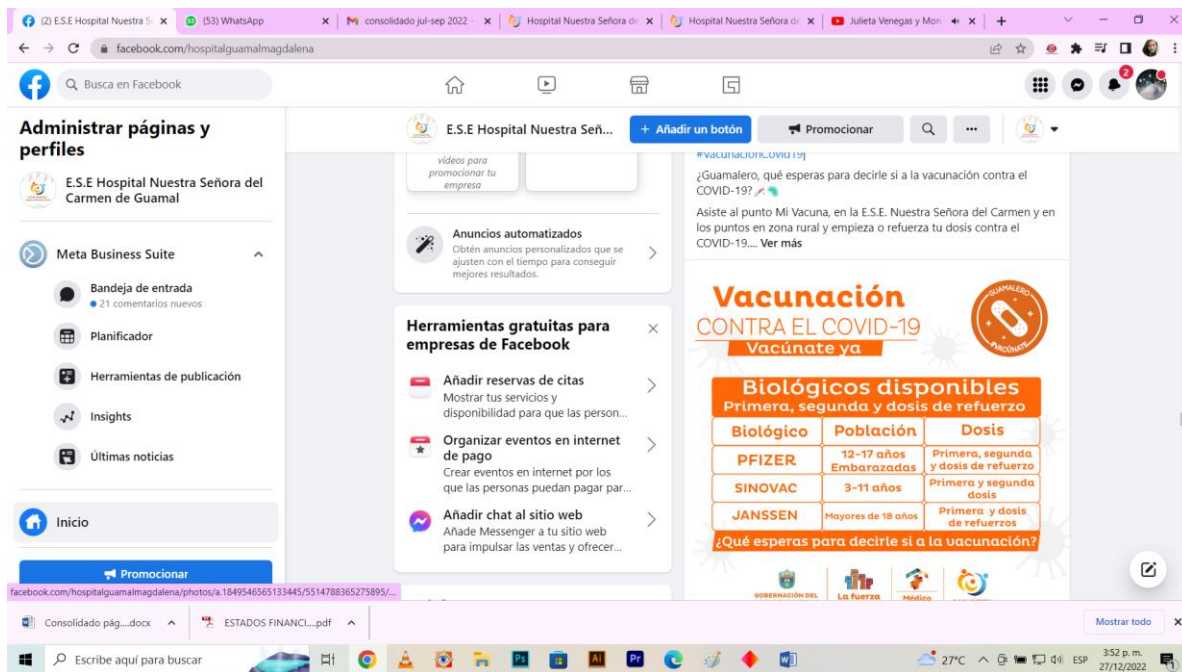 (2) E.S.E Hospital Nuestra S
(53) WhatsApp
consolidado jul-sep 2022 -
Hospital Nuestra Señora d
Hospital Nuestra Señora d
Julieta Venegas y Mon
facebook.com/hospitalguamalmagdalena
Busca en Facebook
2
Administrar páginas y
perfiles
E.S.E Hospital Nuestra Señora del
Carmen de Guamal
Meta Business Suite
Bandeja de entrada
21 comentarios nuevos
Planificador
Herramientas de publicación
Insights
Últimas noticias
Inicio
Promocionar
facebook.com/hospitalguamalmagdalena/photos/a.1849546565133445/5514788365275895/...
E.S.E Hospital Nuestra Señ...
+ Añadir un botón
Promocionar
vídeos para
promocionar tu
empresa
Anuncios automatizados
Obtén anuncios personalizados que se
ajusten con el tiempo para conseguir
mejores resultados.
Herramientas gratuitas para
empresas de Facebook
Añadir reservas de citas
Mostrar tus servicios y
disponibilidad para que las person...
Organizar eventos en internet
de pago
Crear eventos en internet por los
que las personas puedan pagar par...
Añadir chat al sitio web
Añade Messenger a tu sitio web
para impulsar las ventas y ofrecer...
#VacunaciónCovid19|
¿Guamalero, qué esperas para decirle si a la vacunación contra el
COVID-19?
Asiste al punto Mi Vacuna, en la E.S.E. Nuestra Señora del Carmen y en
los puntos en zona rural y empieza o refuerza tu dosis contra el
COVID-19.... Ver más
Vacunación
CONTRA EL COVID-19
Vacúnate ya
GUAMALERO
#VACÚNATE
Biológicos disponibles
Primera, segunda y dosis de refuerzo
Biológico Población Dosis
PFIZER 12-17 años Embarazadas Primera, segunda y dosis de refuerzo
SINOVAC 3-11 años Primera y segunda dosis
JANSSEN Mayores de 18 años Primera y dosis de refuerzos
¿Qué esperas para decirle si a la vacunación?
GOBERNACIÓN DEL
La fuerza
Médico
Consolidado pág....docx
ESTADOS FINANCI....pdf
Mostrar todo
Escribe aquí para buscar
27°C
ESP
3:52 p. m.
27/12/2022